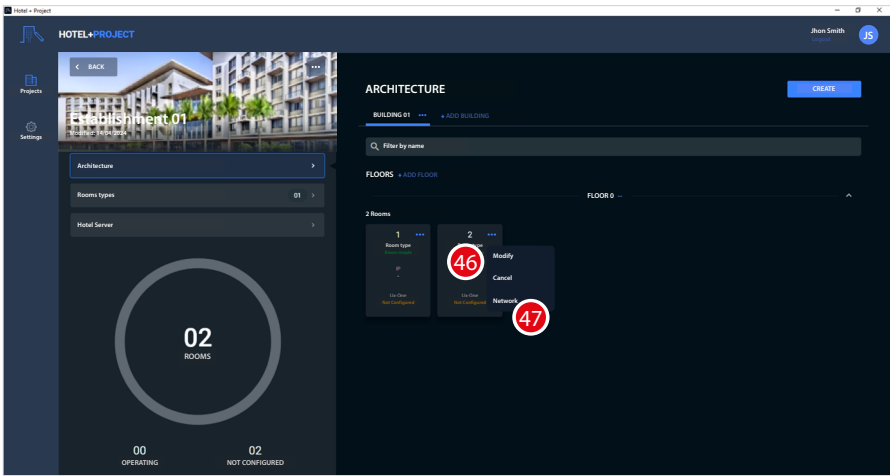 Hotel + Project
HOTEL+PROJECT
Jhon Smith
Logout
JS
Projects
Settings
BACK
Establishment 01
Modified: 14/04/2024
Architecture
Rooms types 01
Hotel Server
02
ROOMS
00
OPERATING
02
NOT CONFIGURED
ARCHITECTURE
CREATE
BUILDING 01 ••• + ADD BUILDING
Filter by name
FLOORS + ADD FLOOR
FLOOR 0
2 Rooms
1 •••
Room type
Liv-One
Not Configured
2 •••
Liv-One
Not Configured
46
Modify
Cancel
Network
47